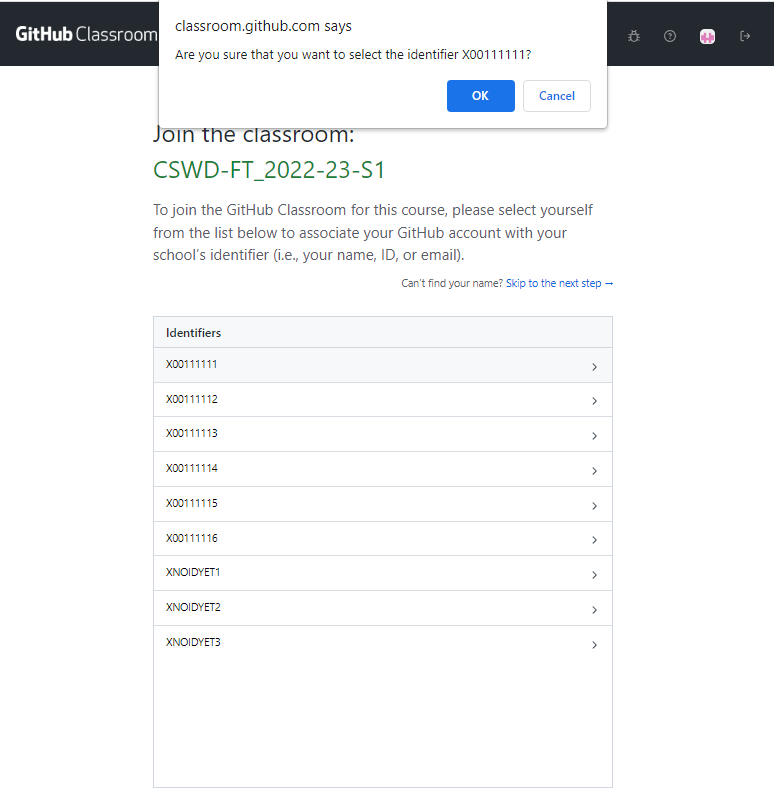 classroom.github.com says
Are you sure that you want to select the identifier X00111111?
OK
Cancel
GitHub Classroom
Join the classroom:
CSWD-FT_2022-23-S1
To join the GitHub Classroom for this course, please select yourself
from the list below to associate your GitHub account with your
school's identifier (i.e., your name, ID, or email).
Can't find your name? Skip to the next step →
Identifiers
X00111111
X00111112
X00111113
X00111114
X00111115
X00111116
XNOIDYET1
XNOIDYET2
XNOIDYET3